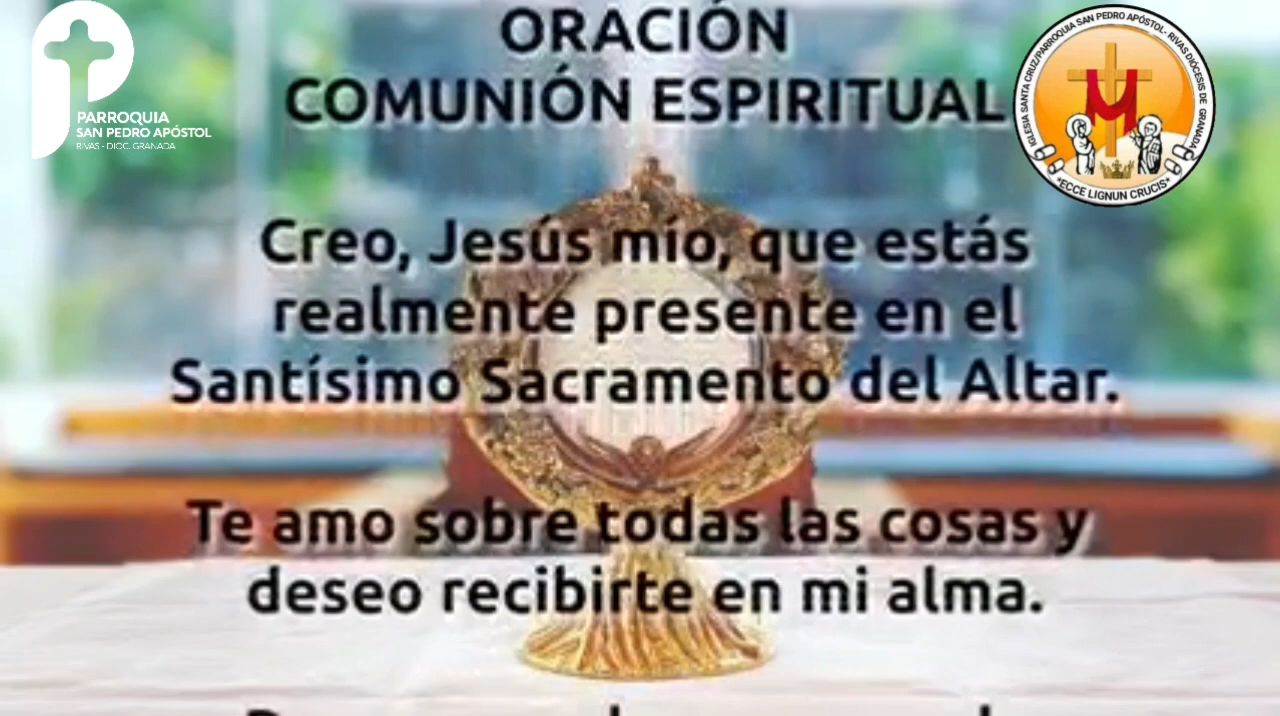 ORACIÓN
COMUNIÓN ESPIRITUAL
PARROQUIA
SAN PEDRO APÓSTOL
RIVAS - DIOC. GRANADA
IGLESIA SANTA CRUZ/PARROQUIA SAN PEDRO APÓSTOL- RIVAS DIÓCESIS DE GRANADA
*ECCE LIGNUN CRUCIS*
Creo, Jesús mío, que estás
realmente presente en el
Santísimo Sacramento del Altar.
Te amo sobre todas las cosas y
deseo recibirte en mi alma.